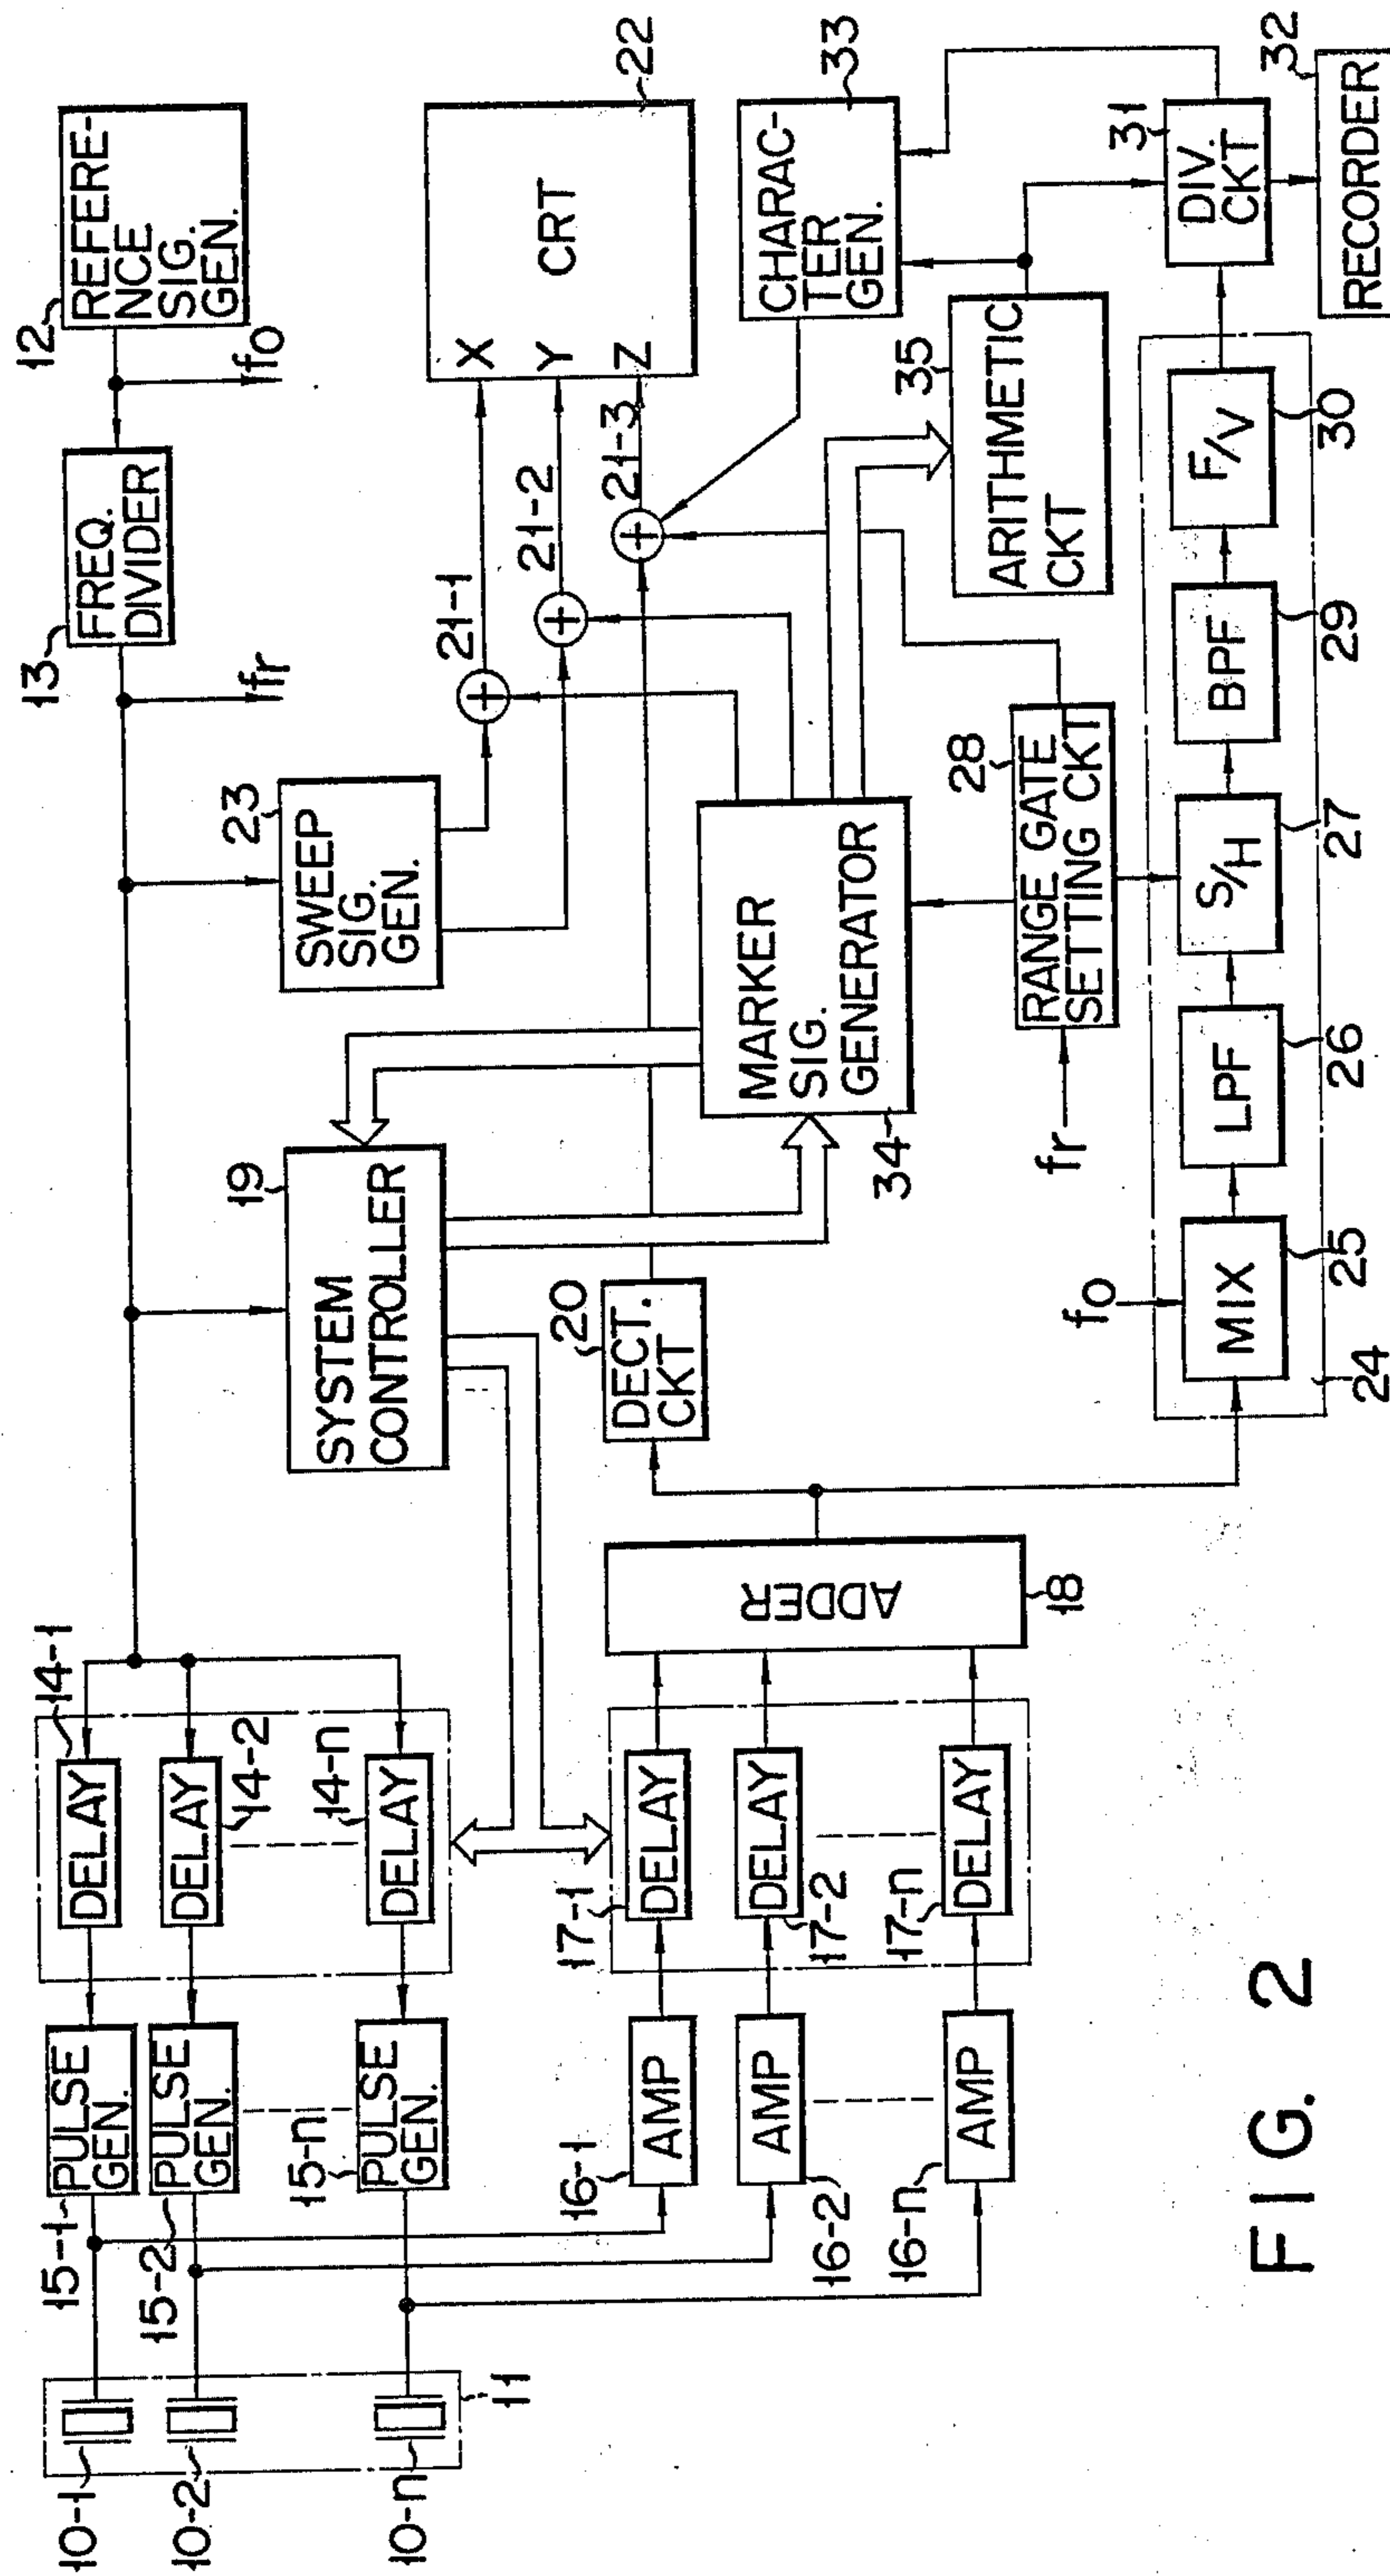 12
REFFERE-
NCE
SIG.
GEN.
fo
13
FREQ.
DIVIDER
fr
14-1
DELAY
DELAY
14-2
14-n
DELAY
15-1
PULSE
GEN.
15-2
PULSE
GEN.
15-n
PULSE
GEN.
10-1
10-2
10-n
11
23
SWEEP
SIG.
GEN.
19
SYSTEM
CONTROLLER
21-1
21-2
21-3
X
Y
Z
CRT
22
20
DECT.
CKT
16-1
AMP
AMP
16-2
16-n
AMP
17-1
DELAY
DELAY
17-2
17-n
DELAY
ADDER
18
MARKER
SIG.
GENERATOR
34
CHARAC-
TER
GEN.
33
35
ARITHMETIC
CKT
28
RANGE GATE
SETTING CKT
fr
fo
MIX
25
LPF
26
S/H
27
BPF
29
F/V
30
24
31
DIV.
CKT
32
RECORDER
FIG. 2